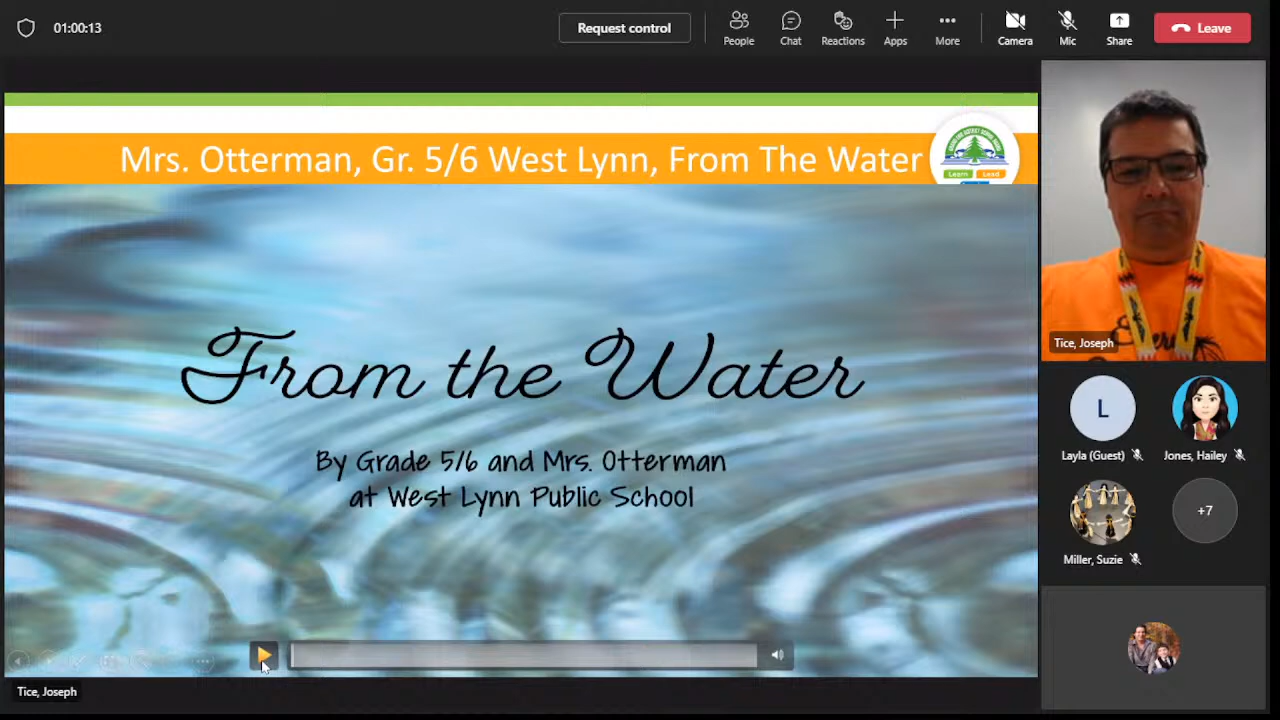 01:00:13
Request control
People
Chat
Reactions
Apps
More
Camera
Mic
Share
Leave
Mrs. Otterman, Gr. 5/6 West Lynn, From The Water
Learn Lead
From the Water
By Grade 5/6 and Mrs. Otterman
at West Lynn Public School
Tice, Joseph
Tice, Joseph
L
Layla (Guest)
Jones, Hailey
Miller, Suzie
+7